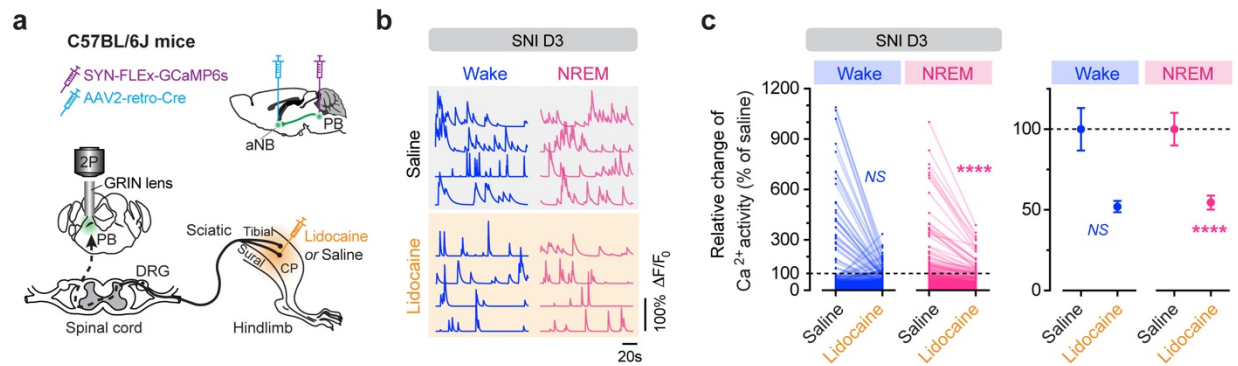 a
C57BL/6J mice
SYN-FLEx-GCaMP6s
AAV2-retro-Cre
aNB
PB
2P
GRIN lens
PB
DRG
Spinal cord
Sciatic
Tibial
Sural
CP
Lidocaine
or Saline
Hindlimb
b
SNI D3
Wake NREM
Saline
Lidocaine
100% ΔF/F0
20s
c
SNI D3
Wake NREM
Relative change of
Ca2+ activity (% of saline)
1200
900
600
300
100
0
NS
****
Saline
Lidocaine
Saline
Lidocaine
Wake NREM
100
50
0
NS
****
Saline
Lidocaine
Saline
Lidocaine